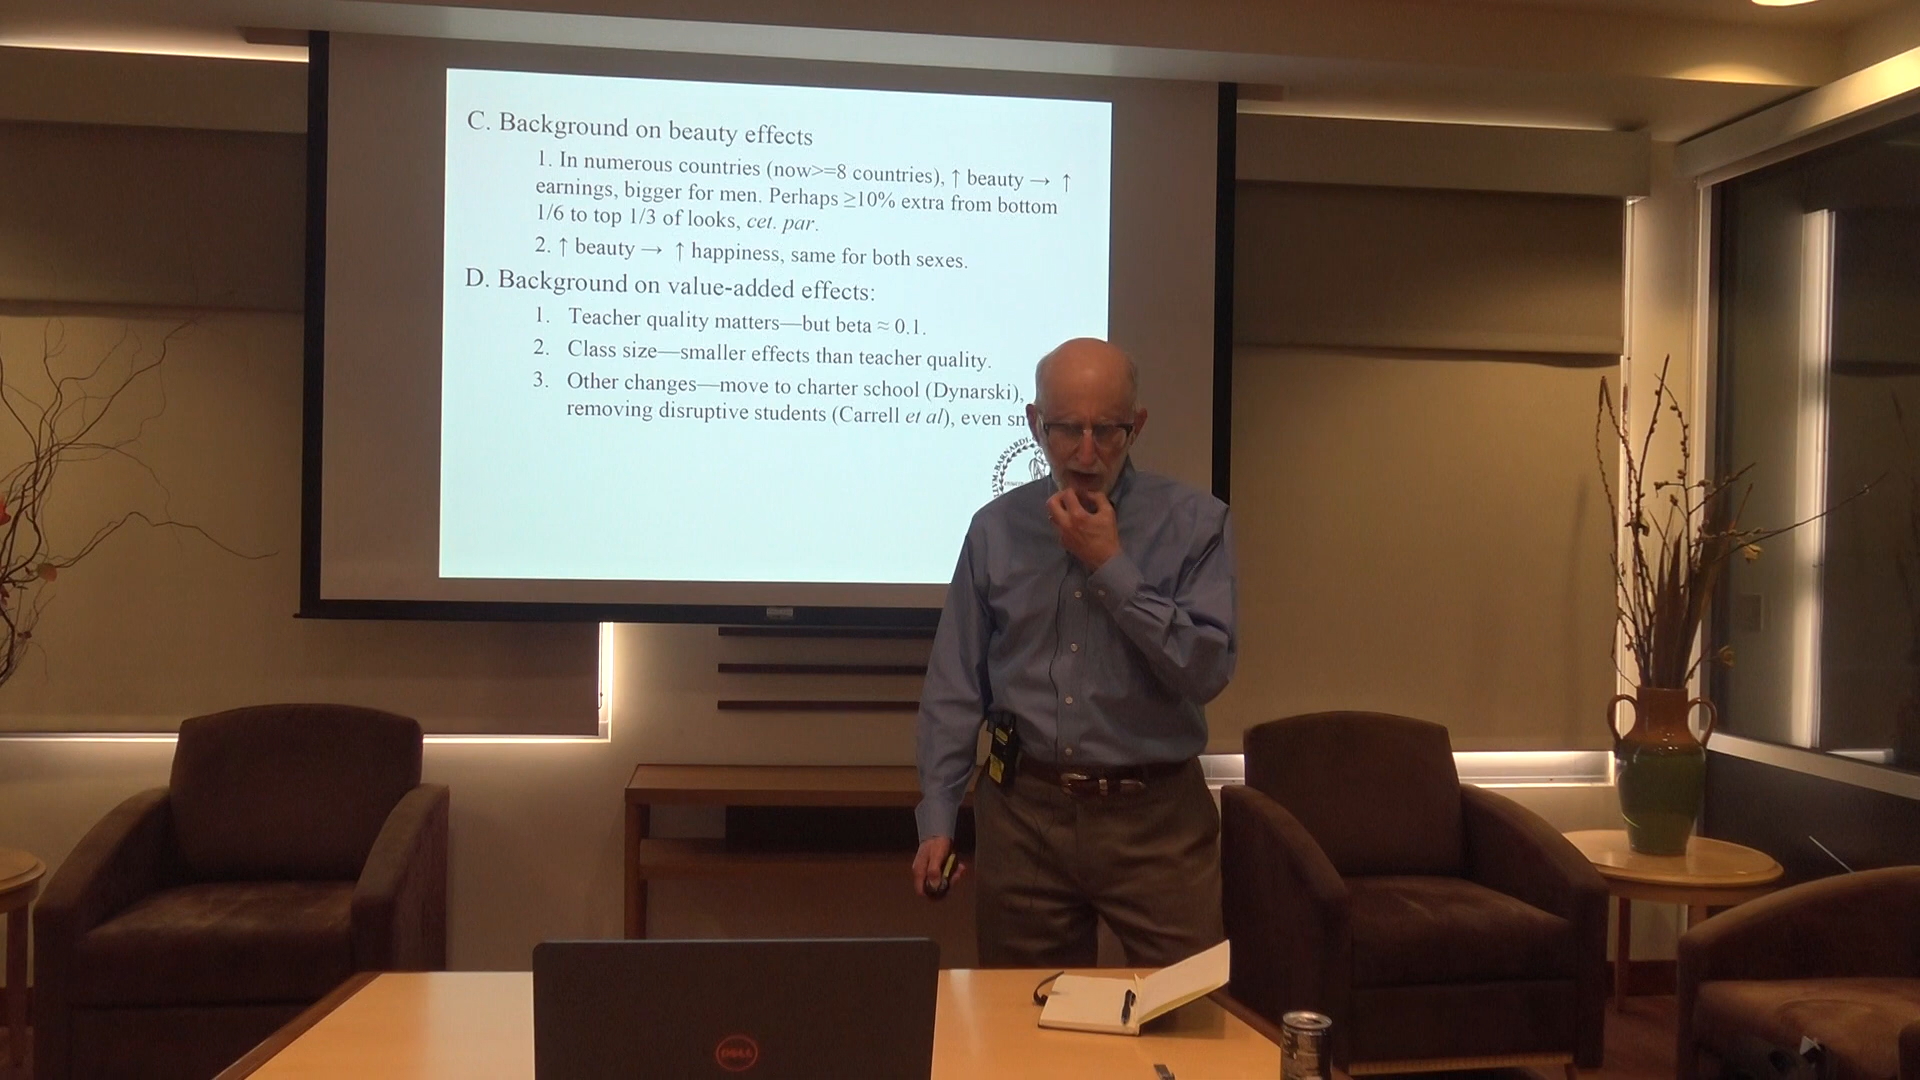 C. Background on beauty effects
1. In numerous countries (now>=8 countries), ↑ beauty → ↑
earnings, bigger for men. Perhaps ≥10% extra from bottom
1/6 to top 1/3 of looks, cet. par.
2. ↑ beauty → ↑ happiness, same for both sexes.
D. Background on value-added effects:
1. Teacher quality matters—but beta ≈ 0.1.
2. Class size—smaller effects than teacher quality.
3. Other changes—move to charter school (Dynarski),
removing disruptive students (Carrell et al), even
DELL